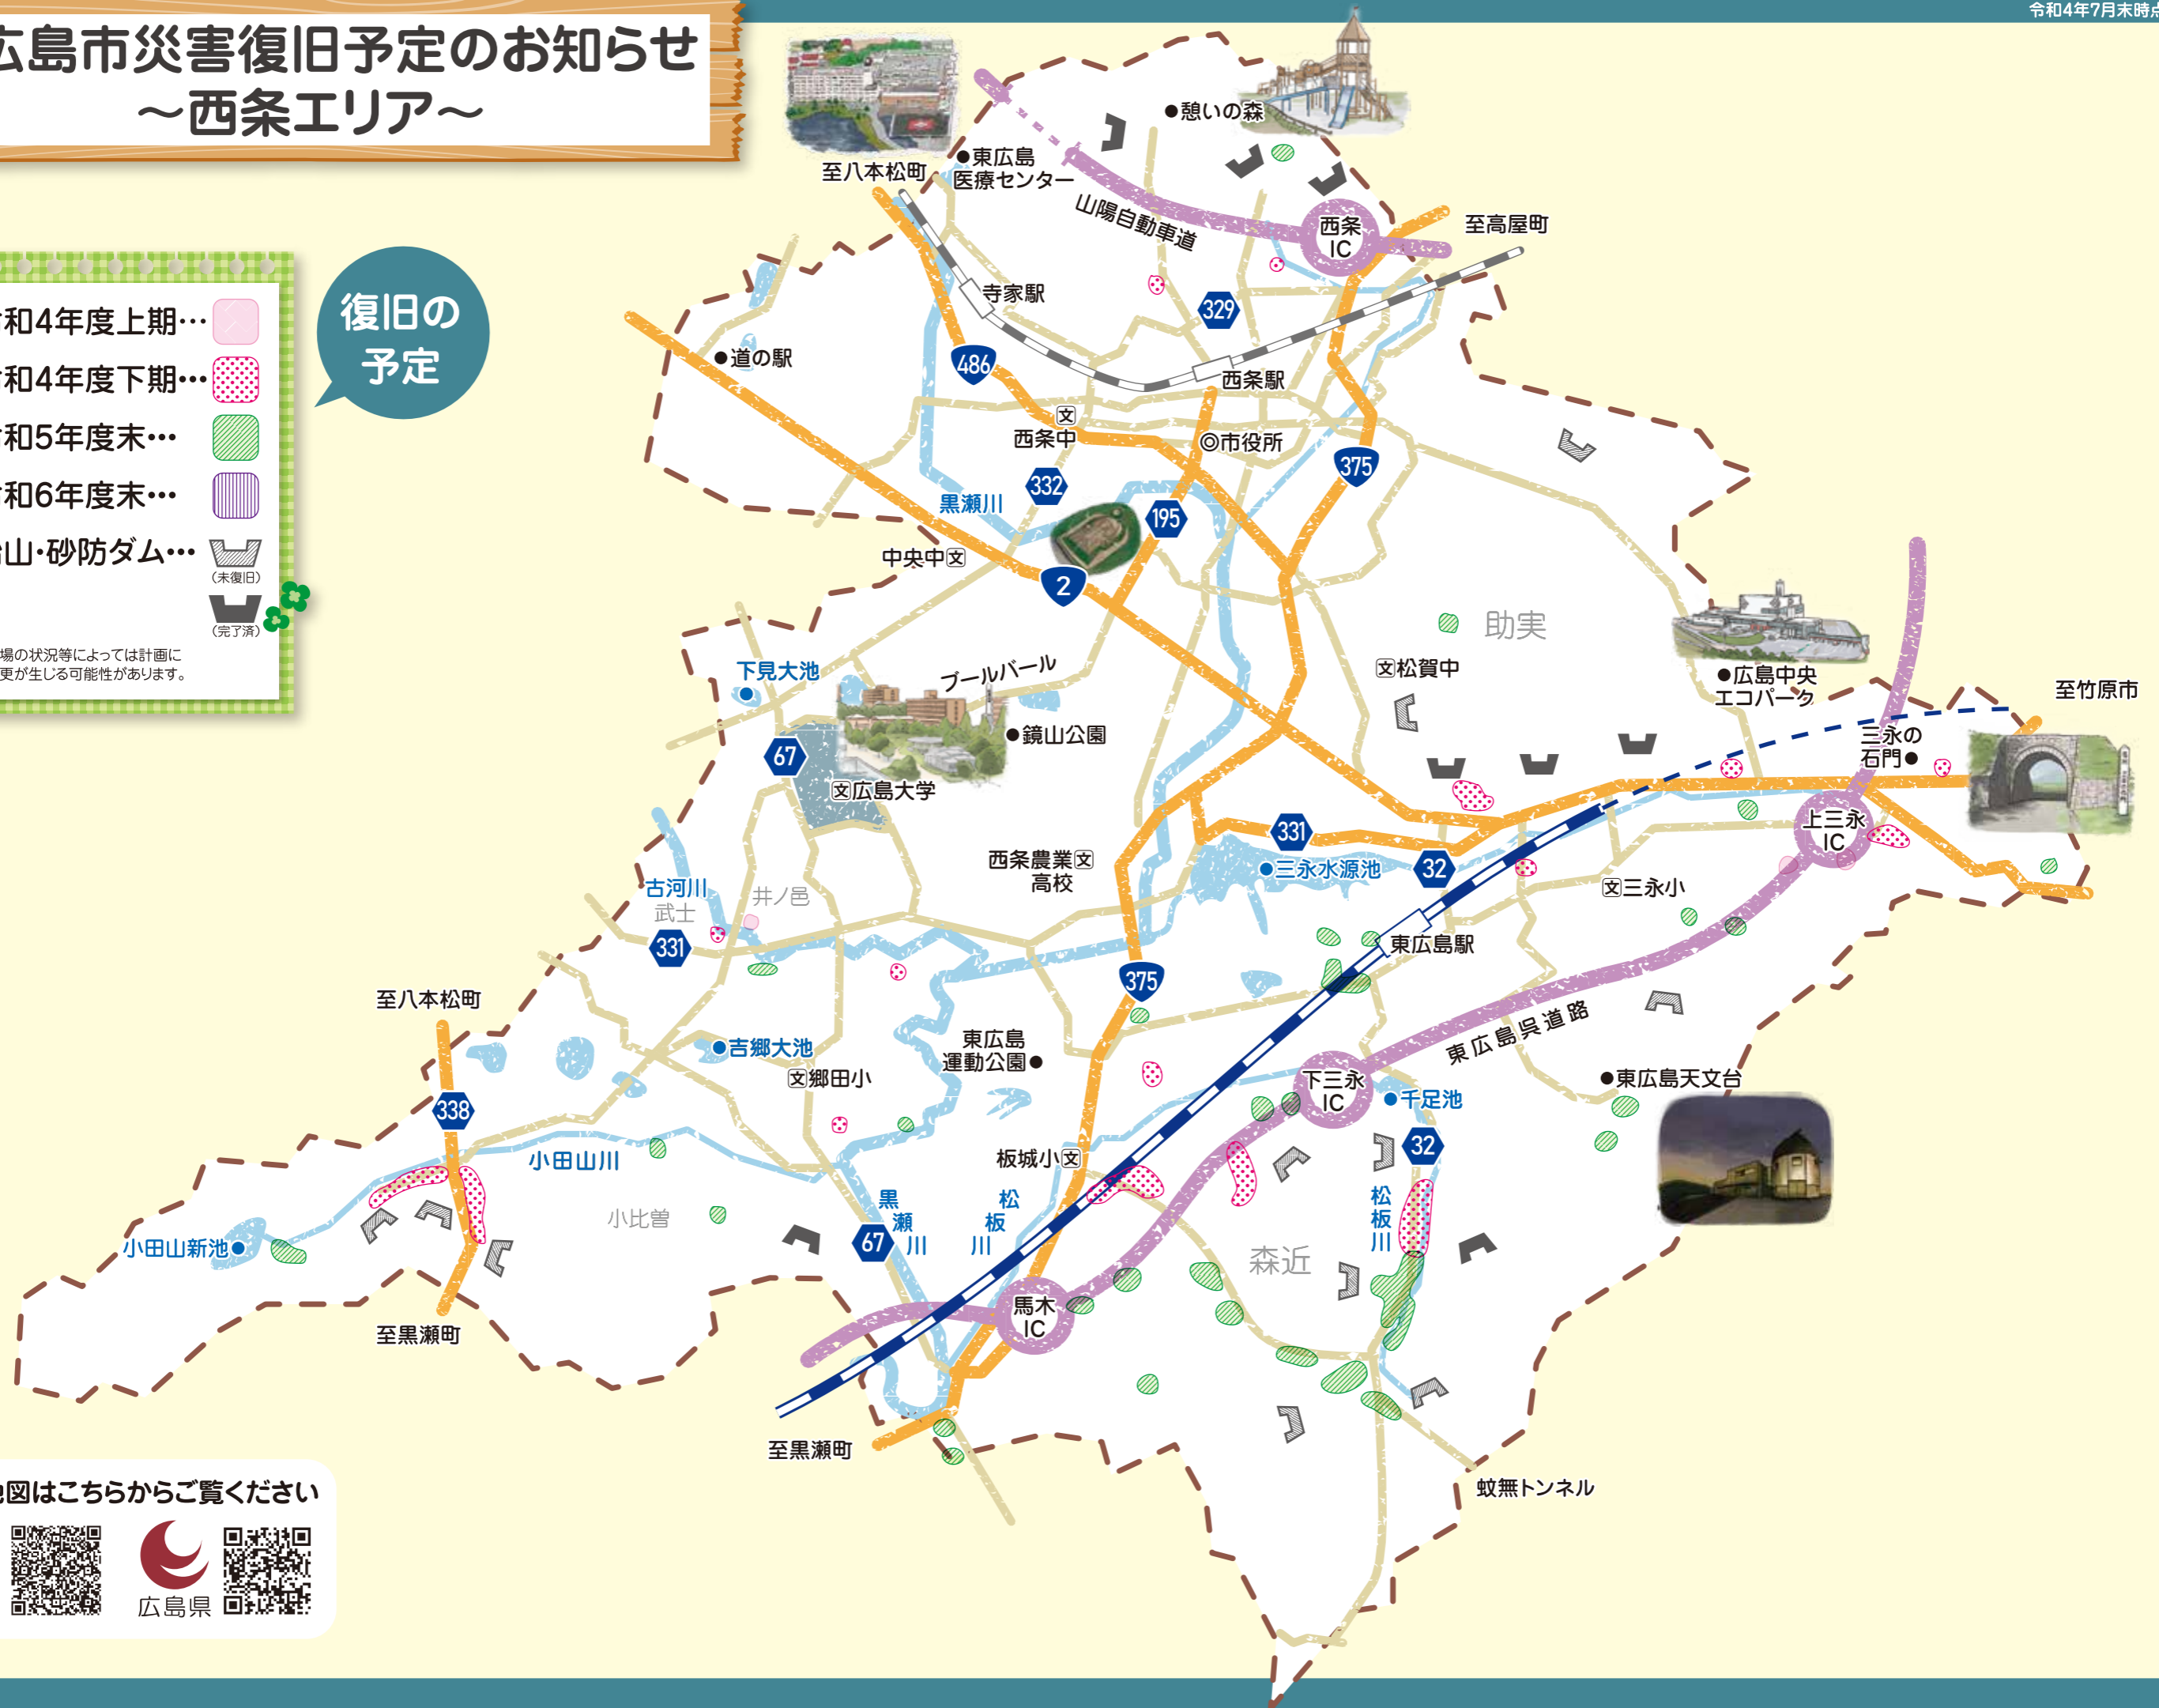 令和4年7月末時点
広島市災害復旧予定のお知らせ
～西条エリア～
復旧の
予定
和4年度上期…
和4年度下期…
和5年度末…
和6年度末…
山・砂防ダム…
(未復旧)
(完了済)
場の状況等によっては計画に
更が生じる可能性があります。
憩いの森
東広島
医療センター
至八本松町
山陽自動車道
西条
IC
至高屋町
寺家駅
329
道の駅
486
西条駅
文
西条中
市役所
375
332
黒瀬川
195
中央中文
2
助実
文松賀中
下見大池
ブールバール
広島中央
エコパーク
至竹原市
鏡山公園
三永の
石門
67
文広島大学
331
上三永
IC
西条農業文
高校
三永水源池
32
文三永小
古河川
武士
井ノ邑
331
東広島駅
375
至八本松町
東広島呉道路
東広島
運動公園
吉郷大池
文郷田小
下三永
IC
千足池
東広島天文台
338
32
小田山川
板城小文
黒瀬川
松板川
松板川
小比曽
67
小田山新池
森近
馬木
IC
至黒瀬町
至黒瀬町
蚊無トンネル
図はこちらからご覧ください
広島県